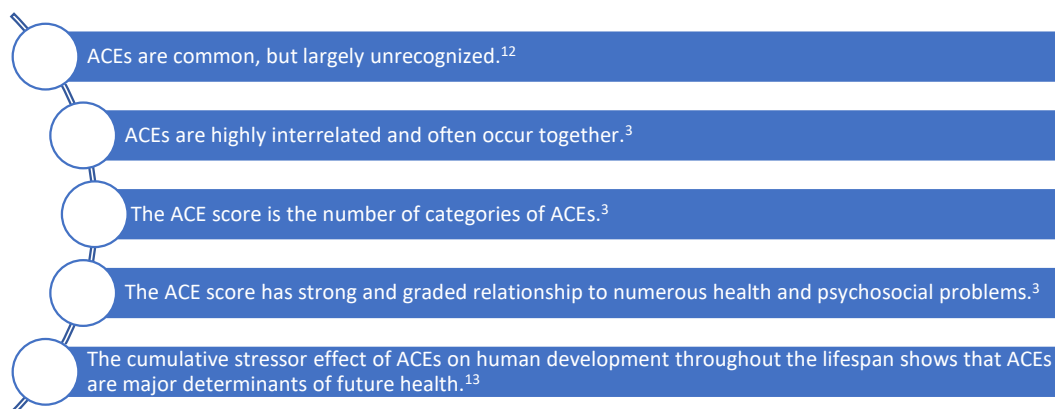 ACEs are common, but largely unrecognized.¹²
ACEs are highly interrelated and often occur together.³
The ACE score is the number of categories of ACEs.³
The ACE score has strong and graded relationship to numerous health and psychosocial problems.³
The cumulative stressor effect of ACEs on human development throughout the lifespan shows that ACEs
are major determinants of future health.¹³